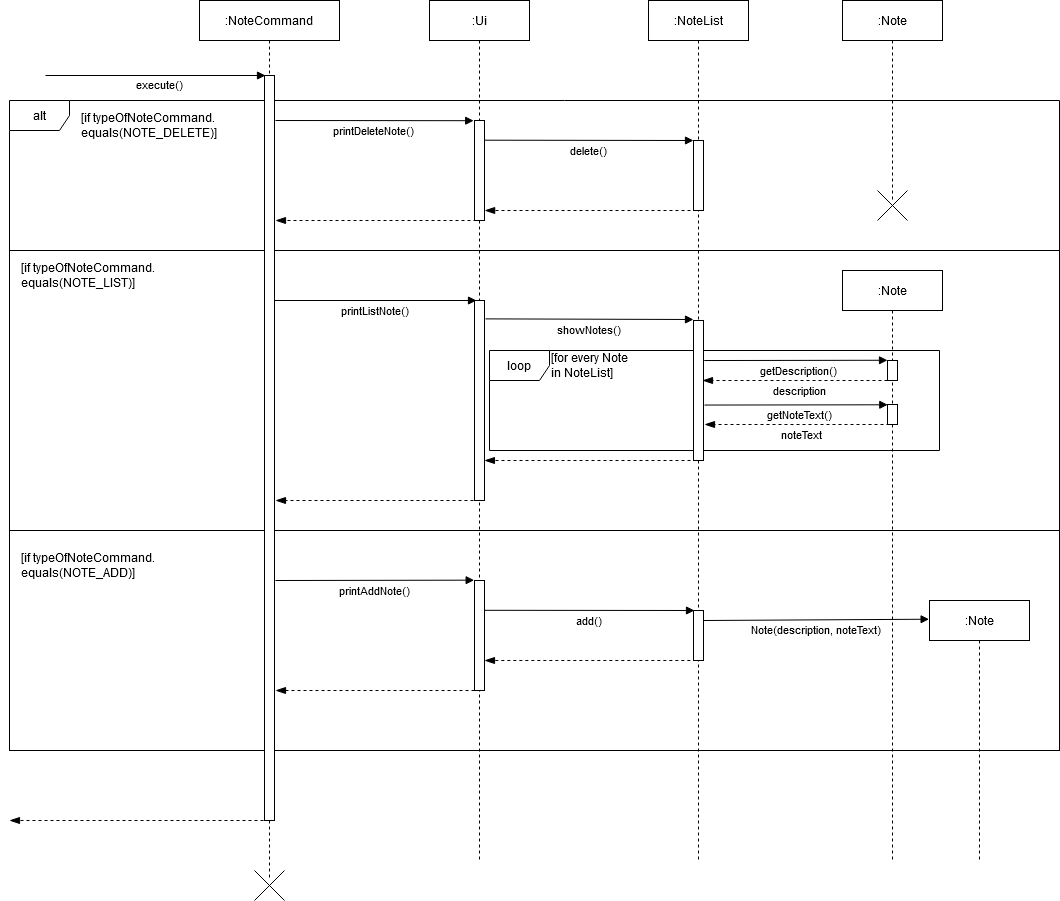 :NoteCommand
:Ui
:NoteList
:Note
execute()
alt
[if typeOfNoteCommand.
equals(NOTE_DELETE)]
printDeleteNote()
delete()
[if typeOfNoteCommand.
equals(NOTE_LIST)]
:Note
printListNote()
showNotes()
loop
[for every Note
in NoteList]
getDescription()
description
getNoteText()
noteText
[if typeOfNoteCommand.
equals(NOTE_ADD)]
printAddNote()
add()
Note(description, noteText)
:Note